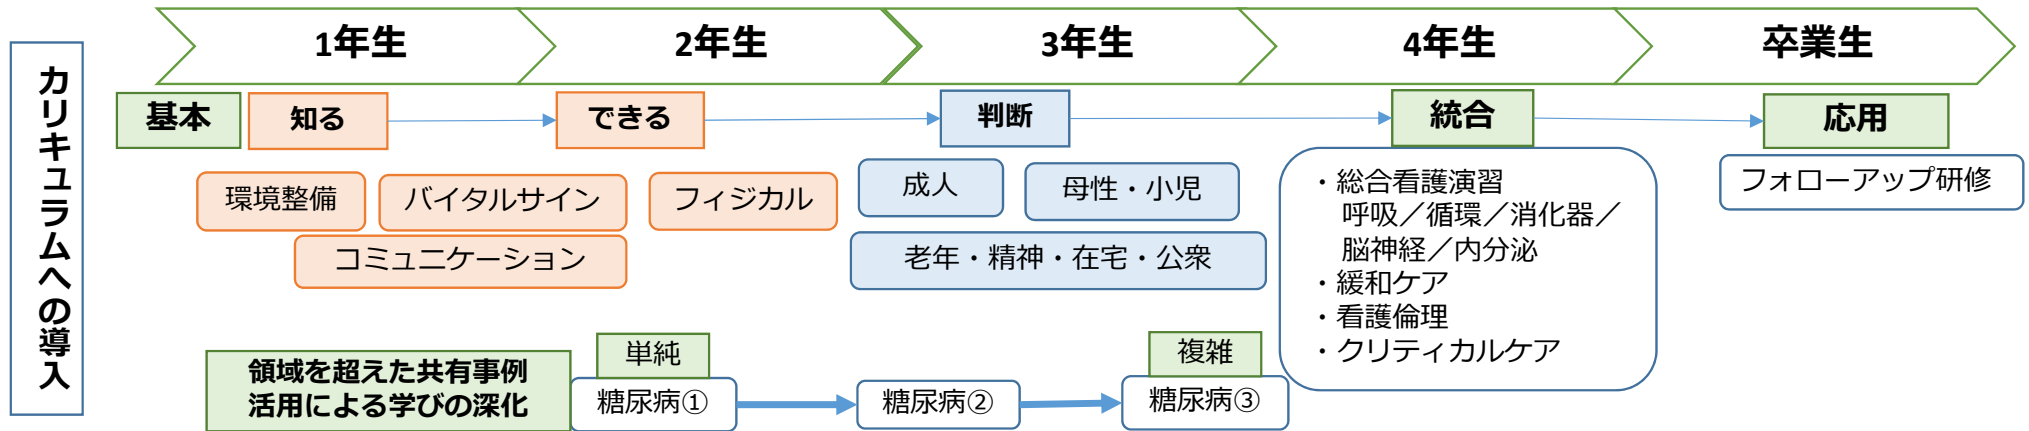 1年生
2年生
3年生
4年生
卒業生
カリキュラムへの導入
基本
知る
できる
判断
統合
応用
環境整備
バイタルサイン
フィジカル
コミュニケーション
成人
母性・小児
老年・精神・在宅・公衆
・総合看護演習
呼吸／循環／消化器／
脳神経／内分泌
・緩和ケア
・看護倫理
・クリティカルケア
フォローアップ研修
領域を超えた共有事例
活用による学びの深化
単純
糖尿病①
糖尿病②
複雑
糖尿病③